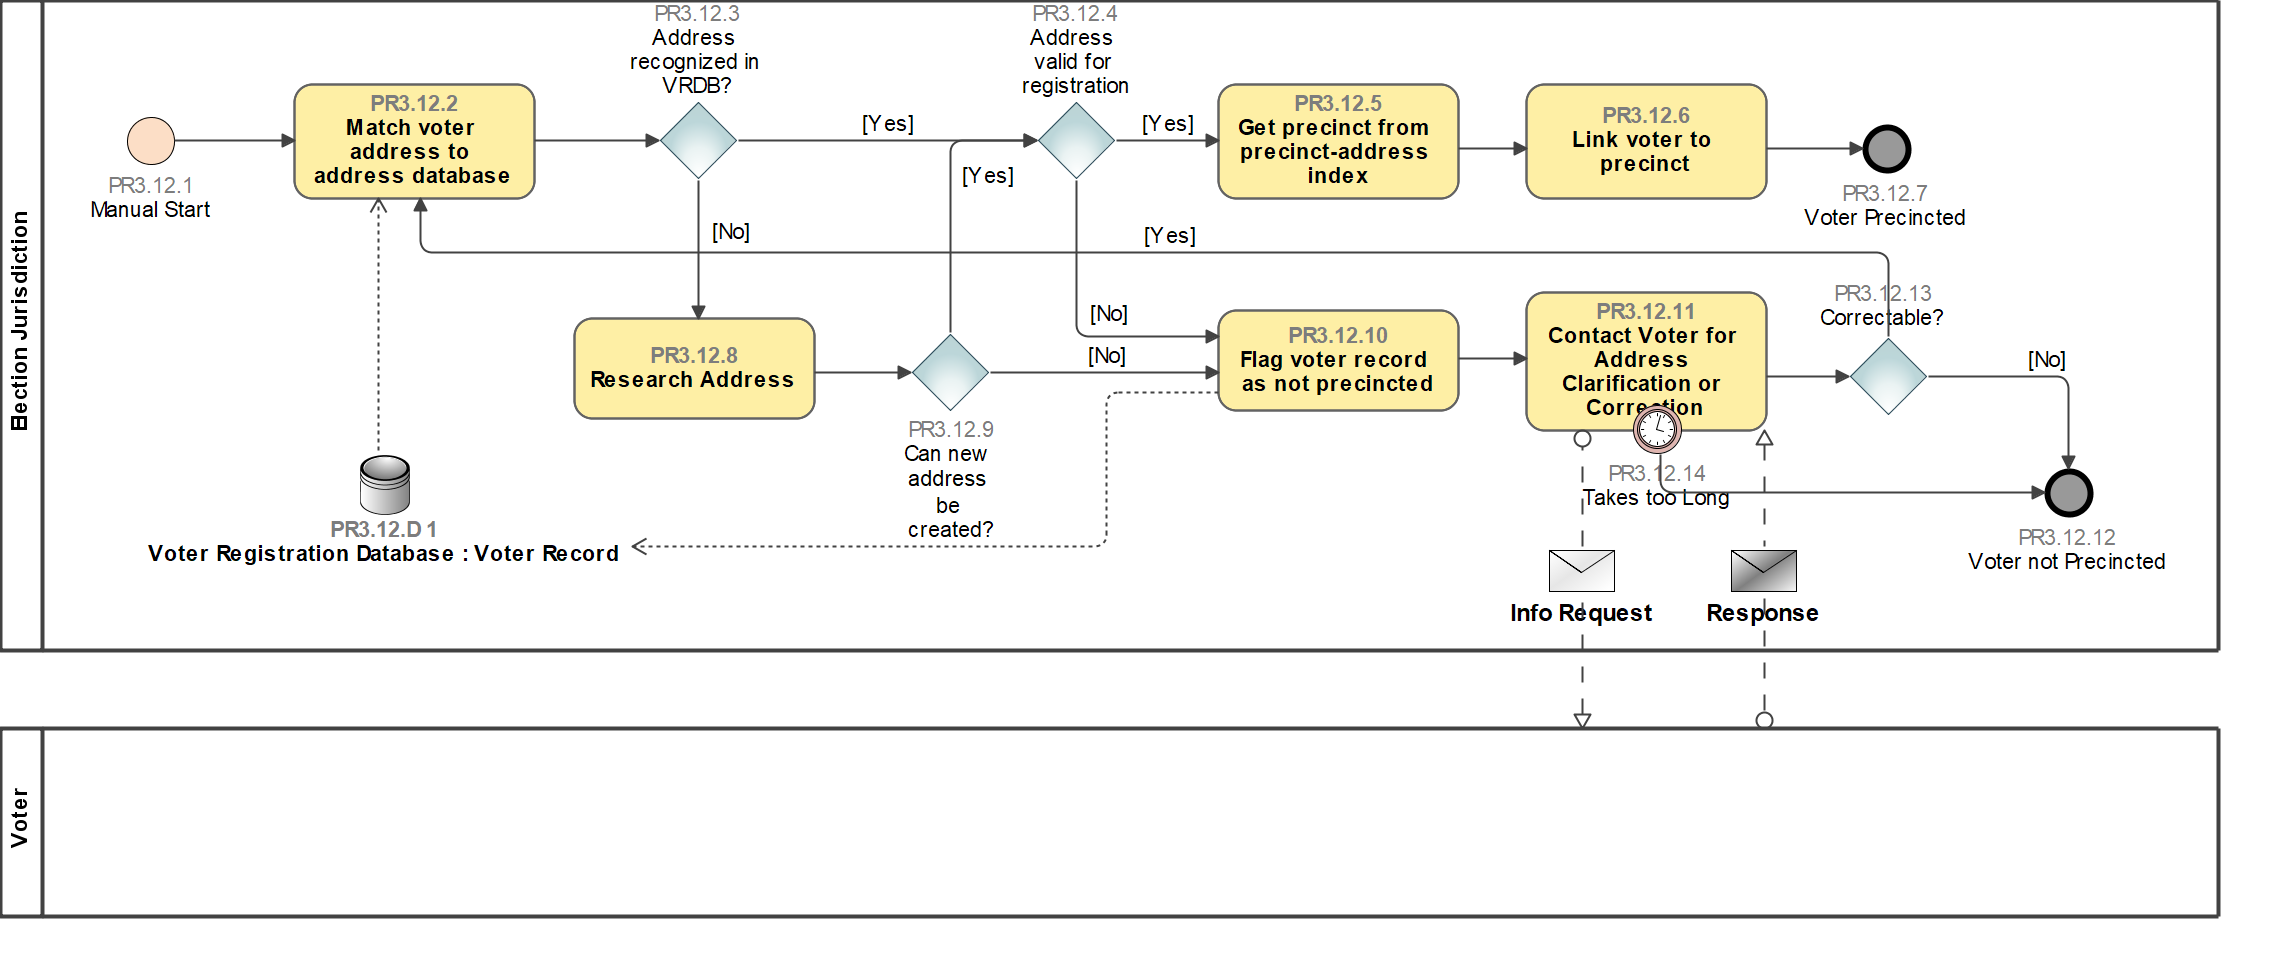 PR3.12.3
Address
recognized in
VRDB?
PR3.12.4
Address
valid for
registration
PR3.12.1
Manual Start
PR3.12.2
Match voter
address to
address database
[Yes]
[Yes]
[Yes]
PR3.12.5
Get precinct from
precinct-address
index
PR3.12.6
Link voter to
precinct
PR3.12.7
Voter Precincted
[No]
[Yes]
Election Jurisdiction
PR3.12.8
Research Address
PR3.12.9
Can new
address
be
created?
[No]
[No]
PR3.12.10
Flag voter record
as not precincted
PR3.12.11
Contact Voter for
Address
Clarification or
Correction
PR3.12.13
Correctable?
[No]
PR3.12.14
Takes too Long
PR3.12.12
Voter not Precincted
PR3.12.D 1
Voter Registration Database : Voter Record
Info Request
Response
Voter